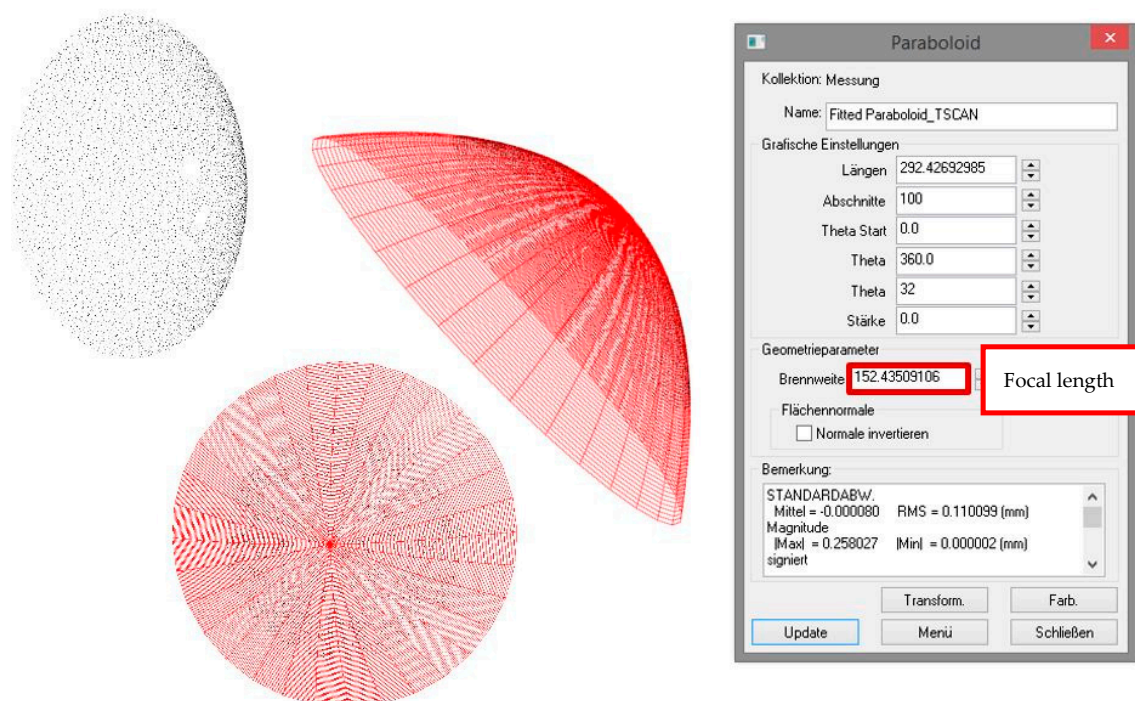 Paraboloid
Kollektion: Messung
Name: Fitted Paraboloid_TSCAN
Grafische Einstellungen
Längen 292.42692985
Abschnitte 100
Theta Start 0.0
Theta 360.0
Theta 32
Stärke 0.0
Geometrieparameter
Brennweite 152.43509106
Focal length
Flächennormale
Normale invertieren
Bemerkung:
STANDARDABW.
Mittel = -0.000080 RMS = 0.110099 (mm)
Magnitude
|Max| = 0.258027 |Min| = 0.000002 (mm)
signiert
Transform. Farb.
Update Menü Schließen